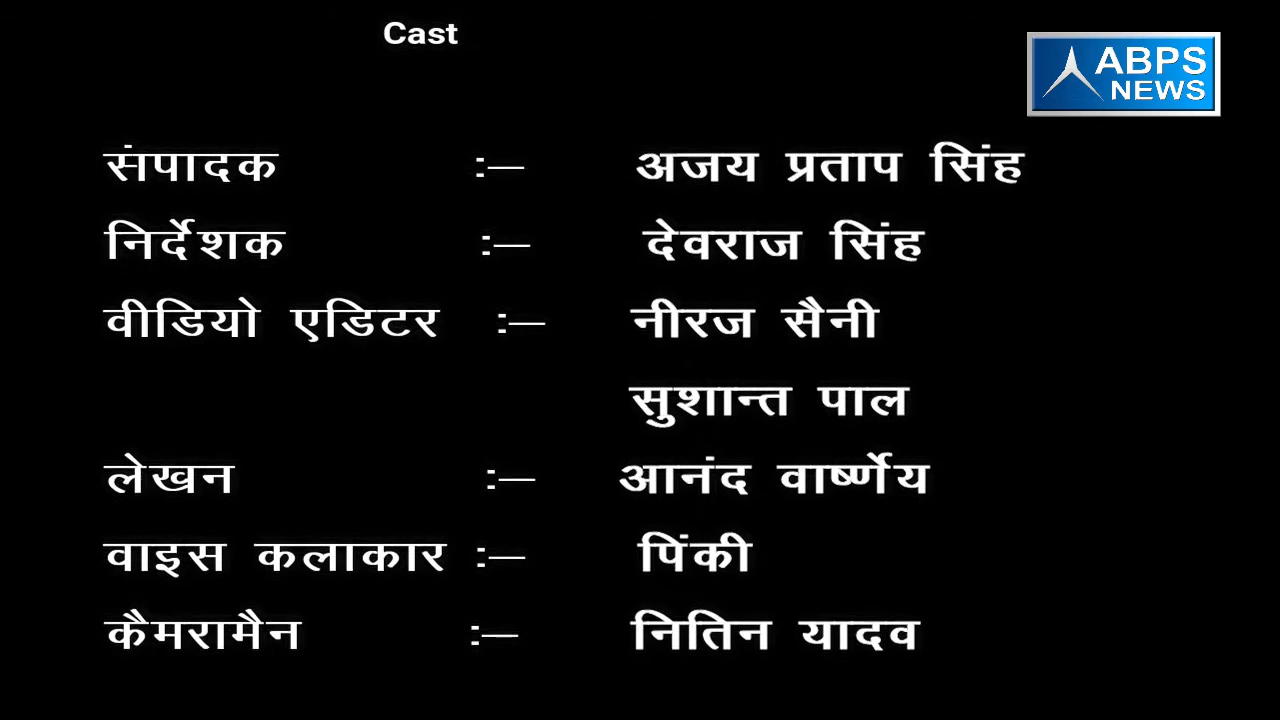 Cast
ABPS
NEWS
संपादक :— अजय प्रताप सिंह
निर्देशक :— देवराज सिंह
वीडियो एडिटर :— नीरज सैनी
सुशान्त पाल
लेखन :— आनंद वार्ष्णेय
वाइस कलाकार :— पिंकी
कैमरामैन :— नितिन यादव